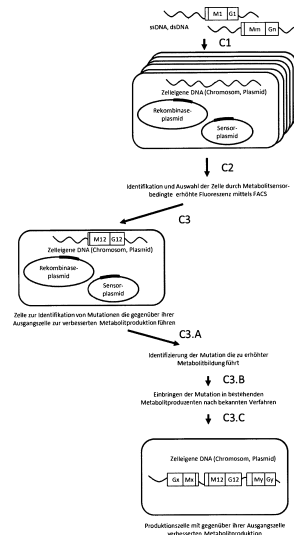 ssDNA, dsDNA
M1 G1
Mm Gn
C1
Zelleigene DNA (Chromosom, Plasmid)
Rekombinase-
plasmid
Sensor-
plasmid
C2
Identifikation und Auswahl der Zelle durch Metabolitsensor-
bedingte erhöhte Fluoreszenz mittels FACS
C3
M12 G12
Zelleigene DNA (Chromosom, Plasmid)
Rekombinase-
plasmid
Sensor-
plasmid
Zelle zur Identifikation von Mutationen die gegenüber ihrer
Ausgangszelle zur verbesserten Metabolitproduktion führen
C3.A
Identifizierung der Mutation die zu erhöhter
Metabolitbildung führt
C3.B
Einbringen der Mutation in bestehenden
Metabolitproduzenten nach bekannten Verfahren
C3.C
Zelleigene DNA (Chromosom, Plasmid)
Gx Mx M12 G12 My Gy
Produktionszelle mit gegenüber ihrer Ausgangszelle
verbesserten Metabolitproduktion